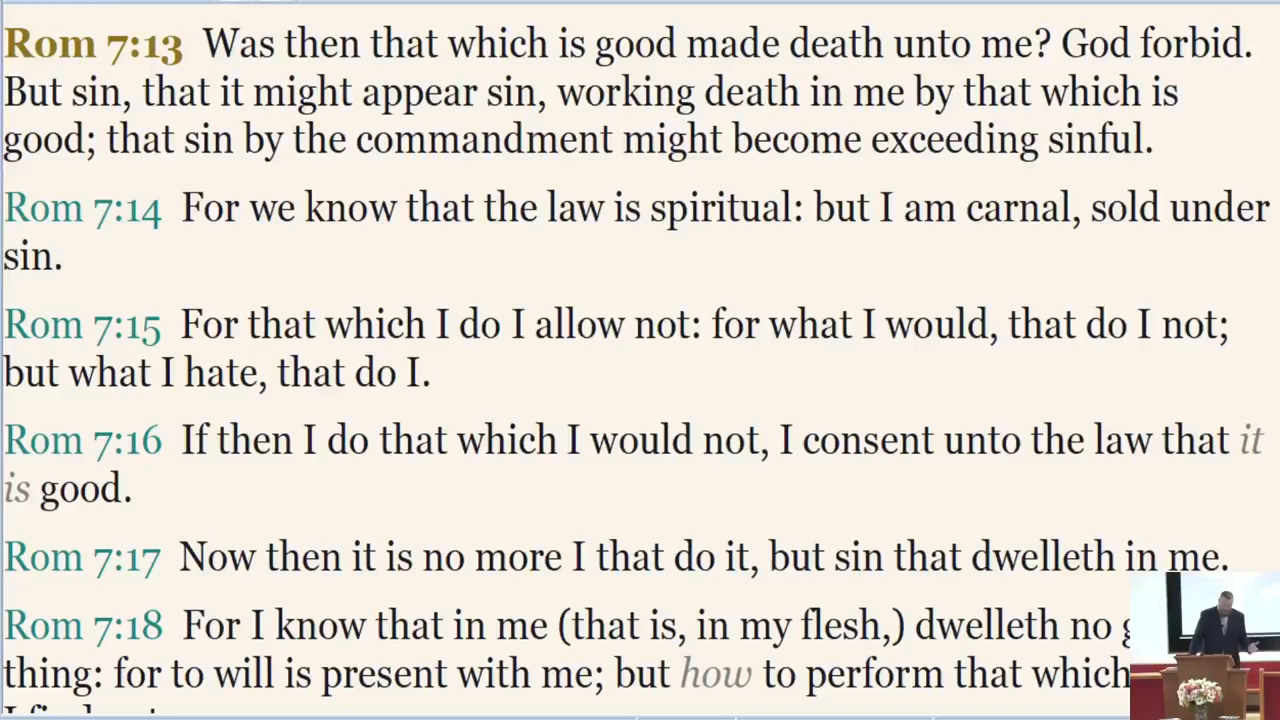 Rom 7:13 Was then that which is good made death unto me? God forbid.
But sin, that it might appear sin, working death in me by that which is
good; that sin by the commandment might become exceeding sinful.
Rom 7:14 For we know that the law is spiritual: but I am carnal, sold under
sin.
Rom 7:15 For that which I do I allow not: for what I would, that do I not;
but what I hate, that do I.
Rom 7:16 If then I do that which I would not, I consent unto the law that it
is good.
Rom 7:17 Now then it is no more I that do it, but sin that dwelleth in me.
Rom 7:18 For I know that in me (that is, in my flesh,) dwelleth no
thing: for to will is present with me; but how to perform that which